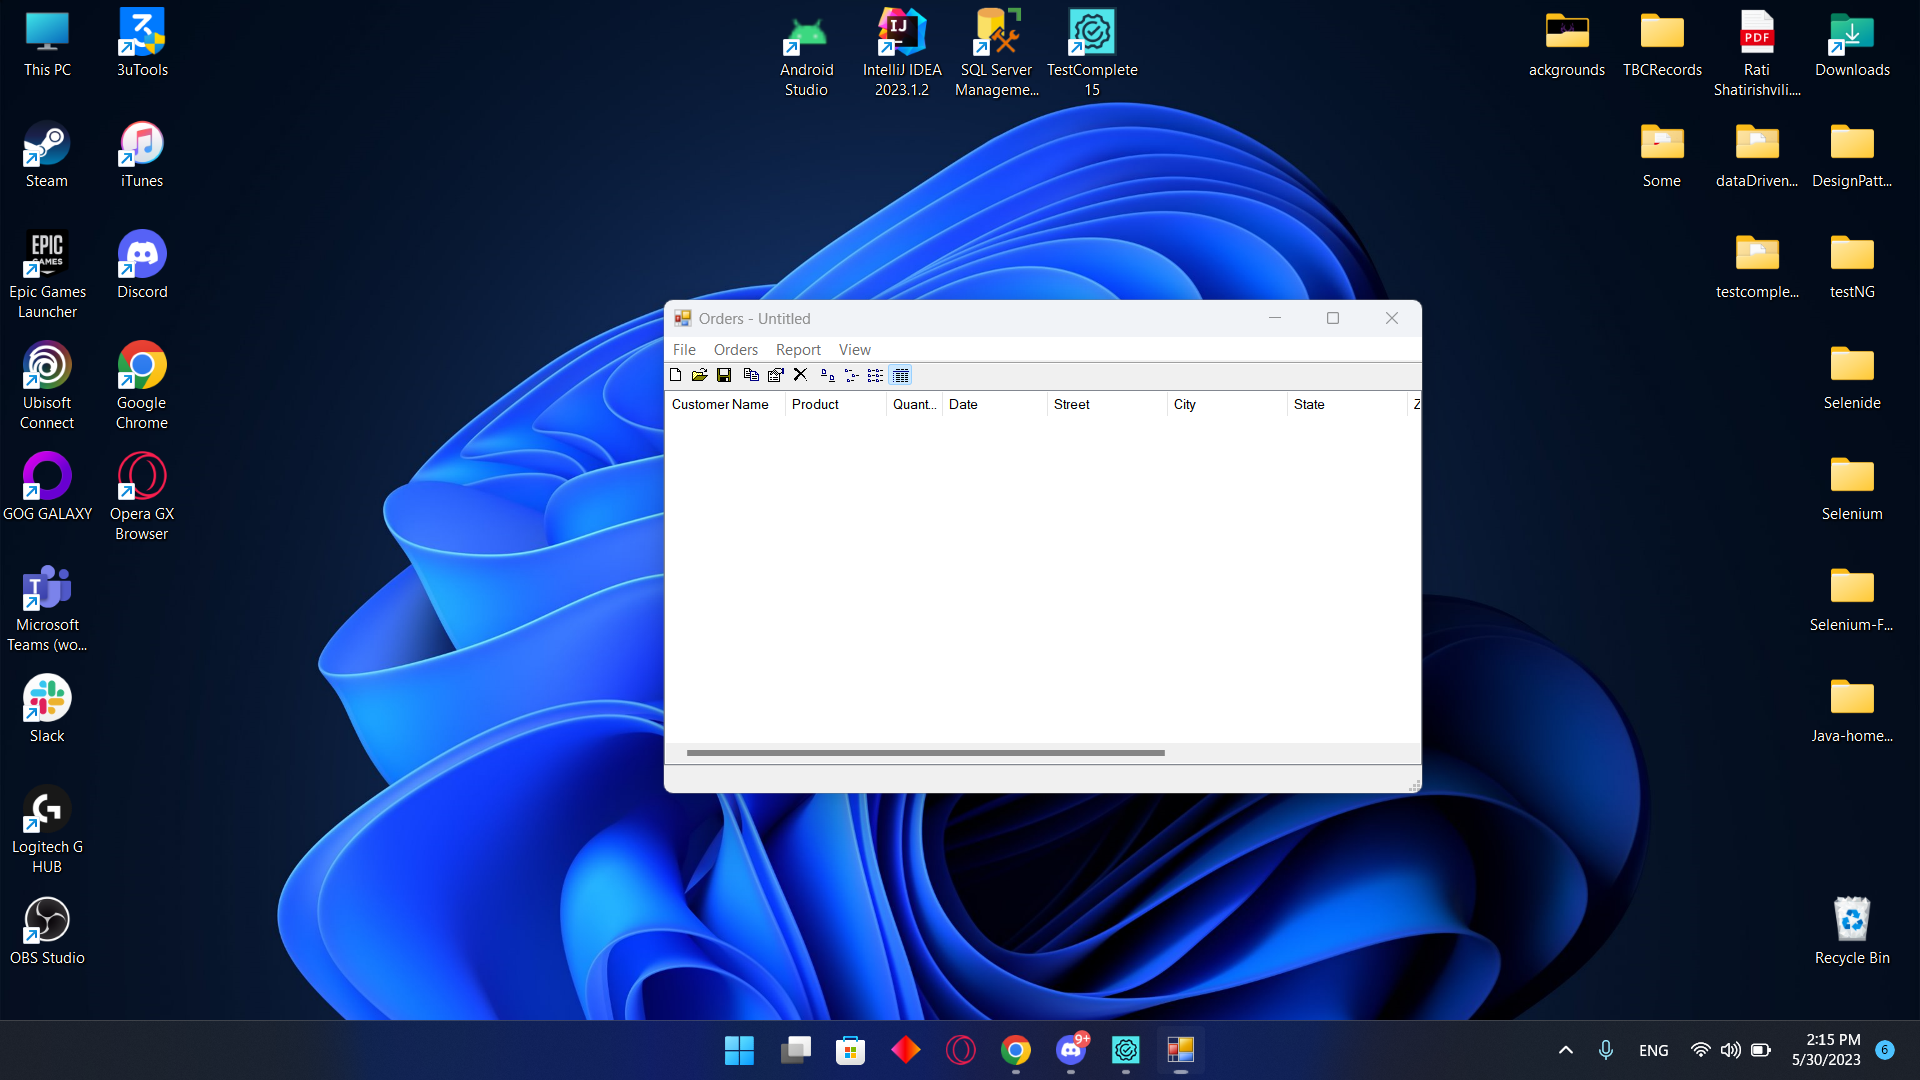 This PC
3uTools
Android
Studio
IntelliJ IDEA
2023.1.2
SQL Server
Manageme...
TestComplete
15
ackgrounds
TBCRecords
PDF
Rati
Shatirishvili....
Downloads
Steam
iTunes
Some
dataDriven...
DesignPatt...
EPIC
GAMES
Epic Games
Launcher
Discord
testcomple...
testNG
Orders - Untitled
File Orders Report View
Customer Name Product Quant... Date Street City State Z
Ubisoft
Connect
Google
Chrome
Selenide
GOG GALAXY
Opera GX
Browser
Selenium
Microsoft
Teams (wo...
Selenium-F...
Slack
Java-home...
Logitech G
HUB
OBS Studio
Recycle Bin
9+
ENG
2:15 PM
5/30/2023
6